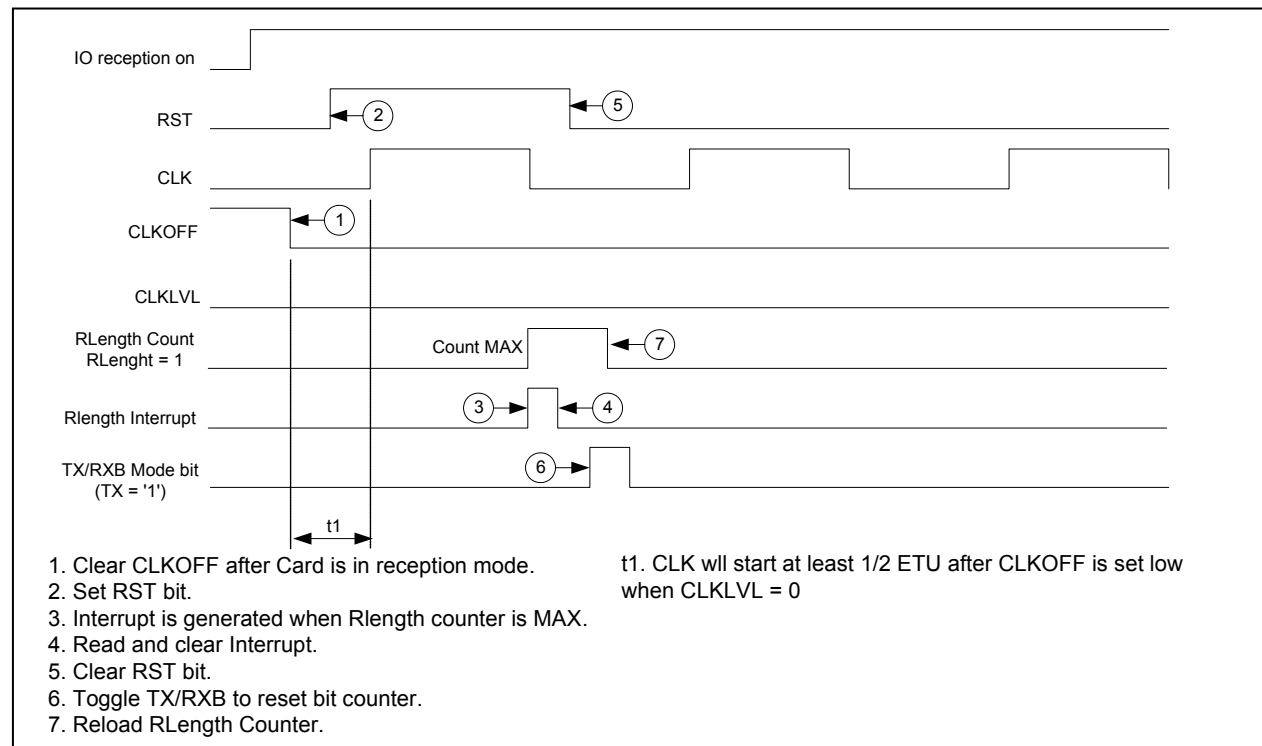 IO reception on
RST
2
5
CLK
CLKOFF
1
CLKLVL
RLength Count
RLenght = 1
Count MAX
7
Rlength Interrupt
3
4
TX/RXB Mode bit
(TX = '1')
6
t1
1. Clear CLKOFF after Card is in reception mode.
2. Set RST bit.
3. Interrupt is generated when Rlength counter is MAX.
4. Read and clear Interrupt.
5. Clear RST bit.
6. Toggle TX/RXB to reset bit counter.
7. Reload RLength Counter.
t1. CLK wll start at least 1/2 ETU after CLKOFF is set low
when CLKLVL = 0